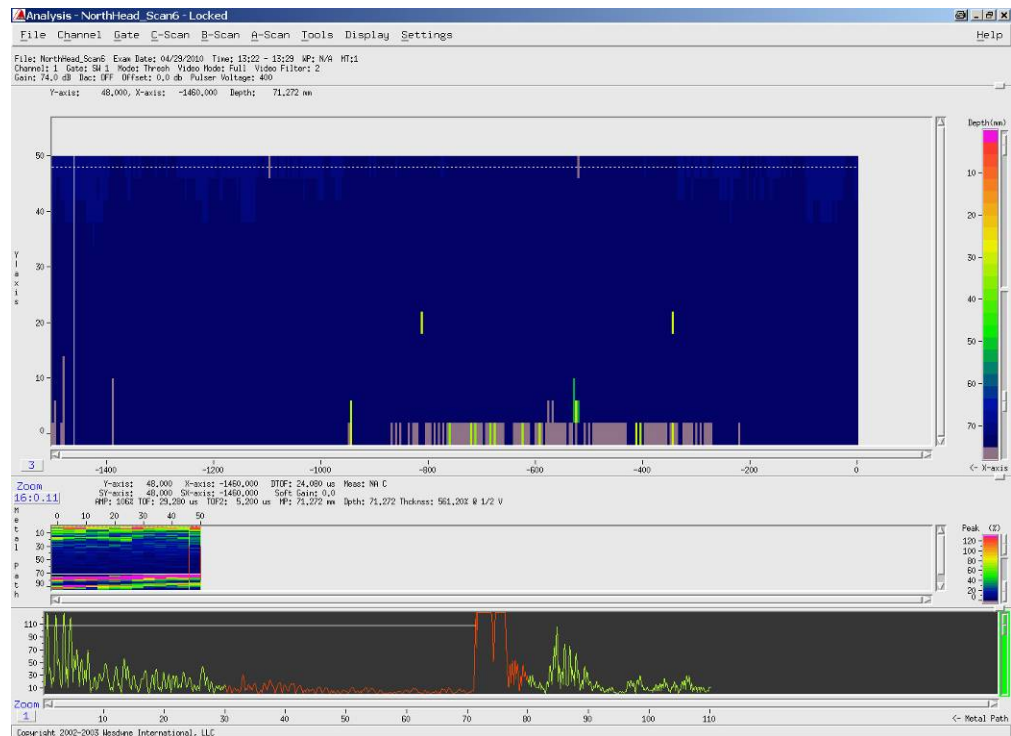 Analysis - NorthHead_Scan6 - Locked
File Channel Gate C-Scan B-Scan A-Scan Tools Display Settings Help
File: NorthHead_Scan6 Exam Date: 04/29/2010 Time: 13:22 - 13:29 WP: N/A MT:1
Channel: 1 Gate: SW 1 Mode: Thresh Video Mode: Full Video Filter: 2
Gain: 74.0 dB Dac: OFF Offset: 0.0 db Pulser Voltage: 400
Y-axis: 48.000, X-axis: -1460.000 Depth: 71.272 mm
Depth(mm)
50
40
30
20
10
0
Y-axis
10
20
30
40
50
60
70
3
-1400 -1200 -1000 -800 -600 -400 -200 0
<- X-axis
Zoom
16:0.11
Y-axis: 48.000 X-axis: -1460.000 DTOF: 24.080 us Meas: NA C
SY-axis: 48.000 SX-axis: -1460.000 Soft Gain: 0.0
AMP: 106% TOF: 29.280 us TOF2: 5.200 us MP: 71.272 mm Dpth: 71.272 Thcknss: 561.20% @ 1/2 V
Metal Path
0 10 20 30 40 50
10
30
50
70
90
Peak (%)
120
100
80
60
40
20
0
110
90
70
50
30
10
Zoom
1
10 20 30 40 50 60 70 80 90 100 110
<- Metal Path
Copyright 2002-2003 Wesdyne International, LLC